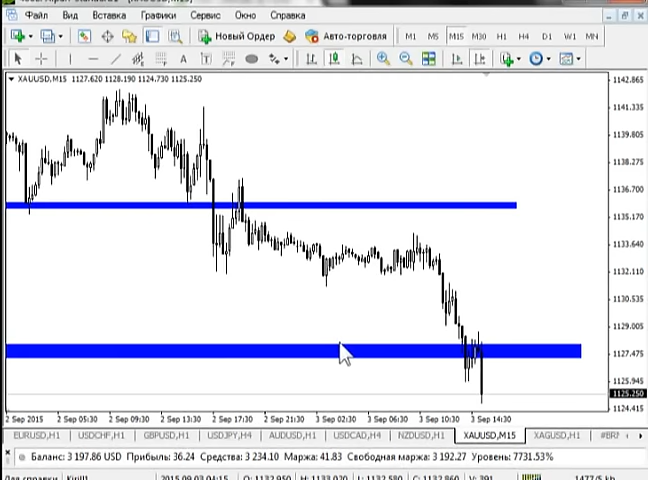 Файл Вид Вставка Графики Сервис Окно Справка
Новый Ордер Авто-торговля M1 M5 M15 M30 H1 H4 D1 W1 MN
XAUUSD,M15 1127.620 1128.190 1124.730 1125.250
1142.865
1141.335
1139.805
1138.275
1136.700
1135.170
1133.640
1132.110
1130.535
1129.005
1127.475
1125.945
1125.250
1124.415
2 Sep 2015 2 Sep 05:30 2 Sep 09:30 2 Sep 13:30 2 Sep 17:30 2 Sep 21:30 3 Sep 02:30 3 Sep 06:30 3 Sep 10:30 3 Sep 14:30
EURUSD,H1 USDCHF,H1 GBPUSD,H1 USDJPY,H4 AUDUSD,H1 USDCAD,H4 NZDUSD,H1 XAUUSD,M15 XAGUSD,H1
Баланс: 3 197.86 USD Прибыль: 36.24 Средства: 3 234.10 Маржа: 41.83 Свободная маржа: 3 192.27 Уровень: 7731.53%